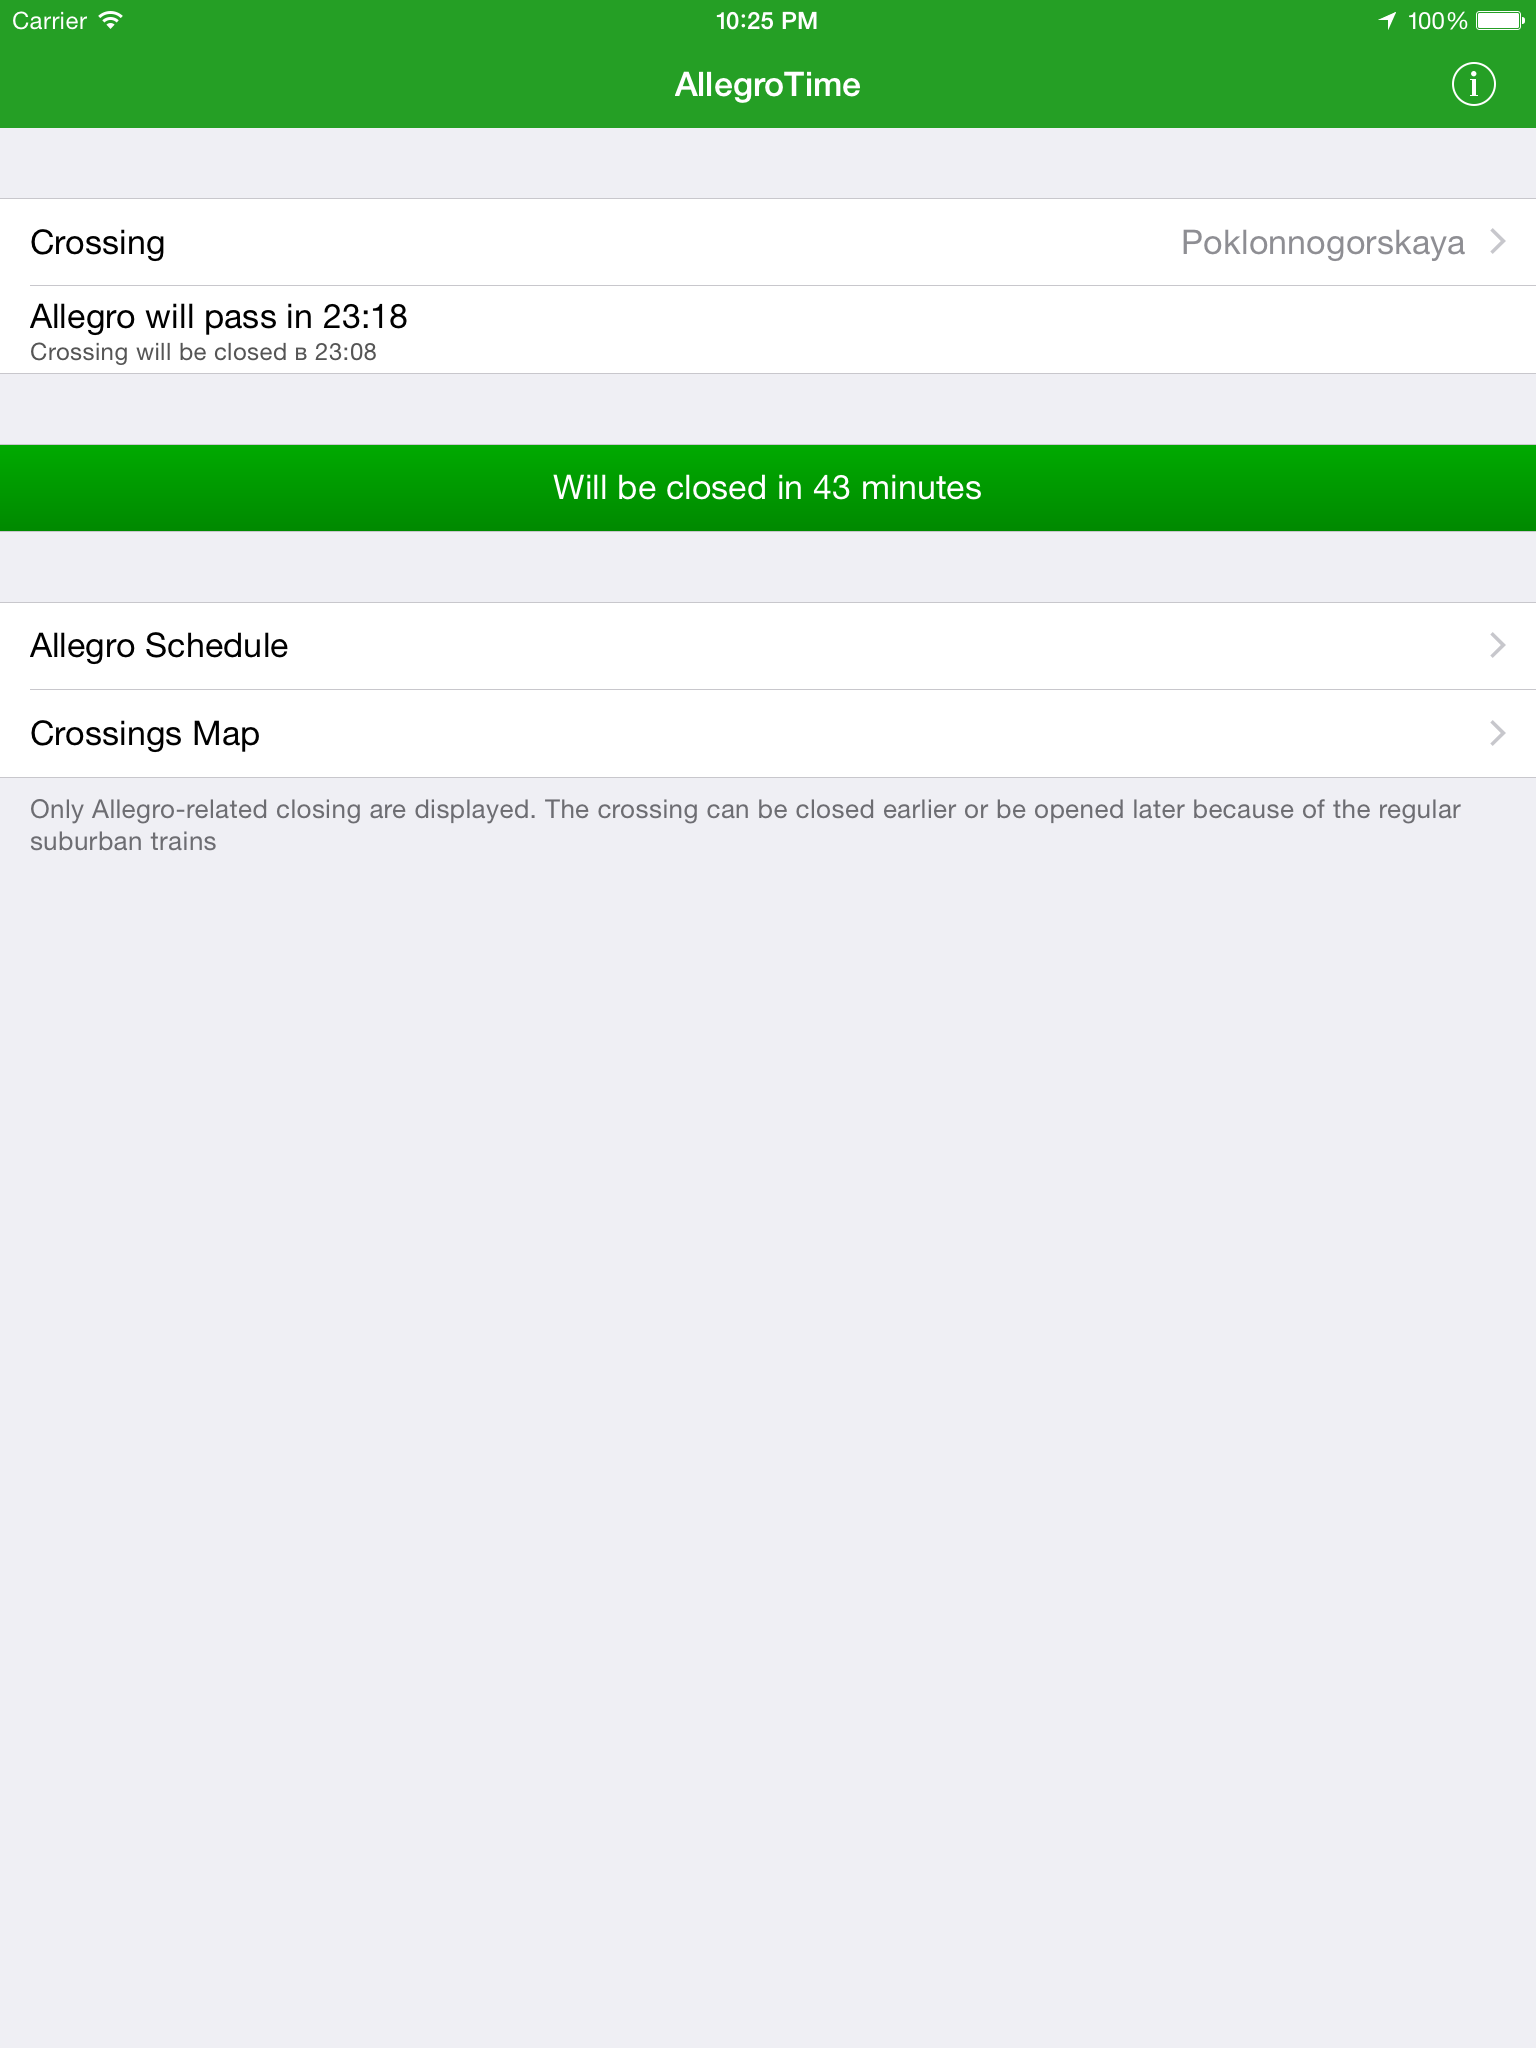 Carrier 10:25 PM 100%
AllegroTime
Crossing Poklonnogorskaya
Allegro will pass in 23:18
Crossing will be closed в 23:08
Will be closed in 43 minutes
Allegro Schedule
Crossings Map
Only Allegro-related closing are displayed. The crossing can be closed earlier or be opened later because of the regular
suburban trains